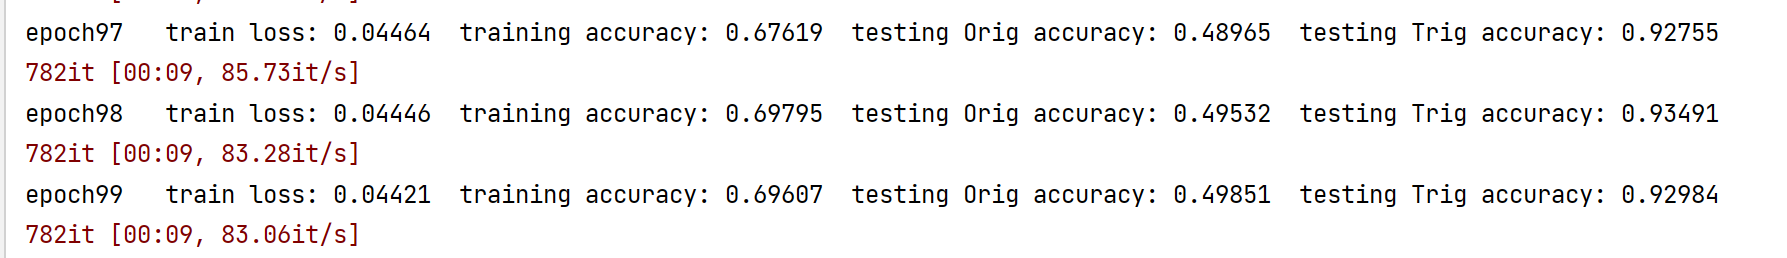 epoch97   train loss: 0.04464  training accuracy: 0.67619  testing Orig accuracy: 0.48965  testing Trig accuracy: 0.92755
782it [00:09, 85.73it/s]
epoch98   train loss: 0.04446  training accuracy: 0.69795  testing Orig accuracy: 0.49532  testing Trig accuracy: 0.93491
782it [00:09, 83.28it/s]
epoch99   train loss: 0.04421  training accuracy: 0.69607  testing Orig accuracy: 0.49851  testing Trig accuracy: 0.92984
782it [00:09, 83.06it/s]